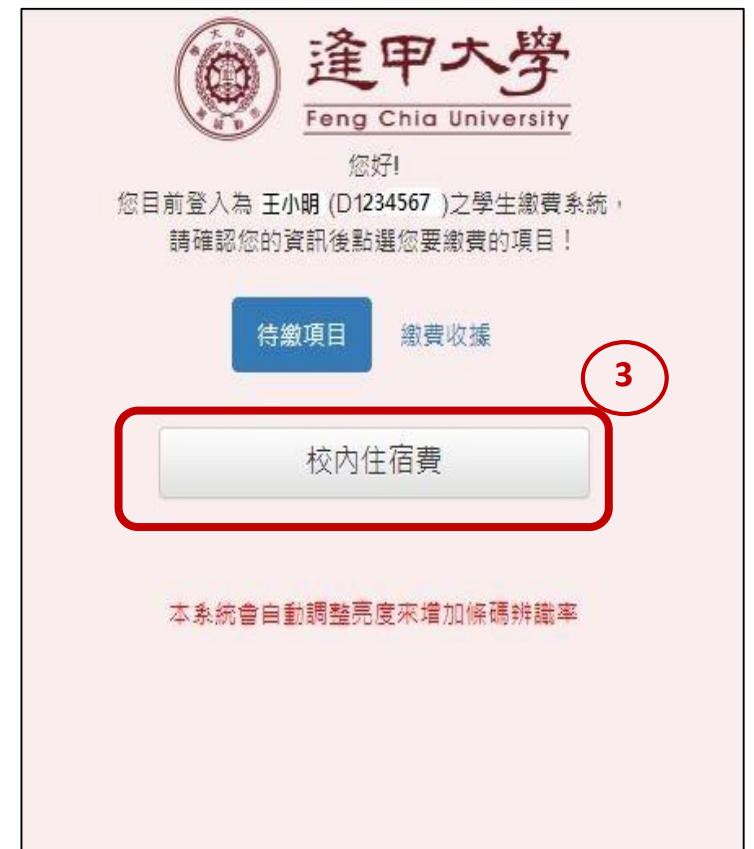 逢甲大學
Feng Chia University
您好!
您目前登入為 王小明 (D1234567 )之學生繳費系統，
請確認您的資訊後點選您要繳費的項目！
待繳項目 繳費收據
3
校內住宿費
本系統會自動調整亮度來增加條碼辨識率